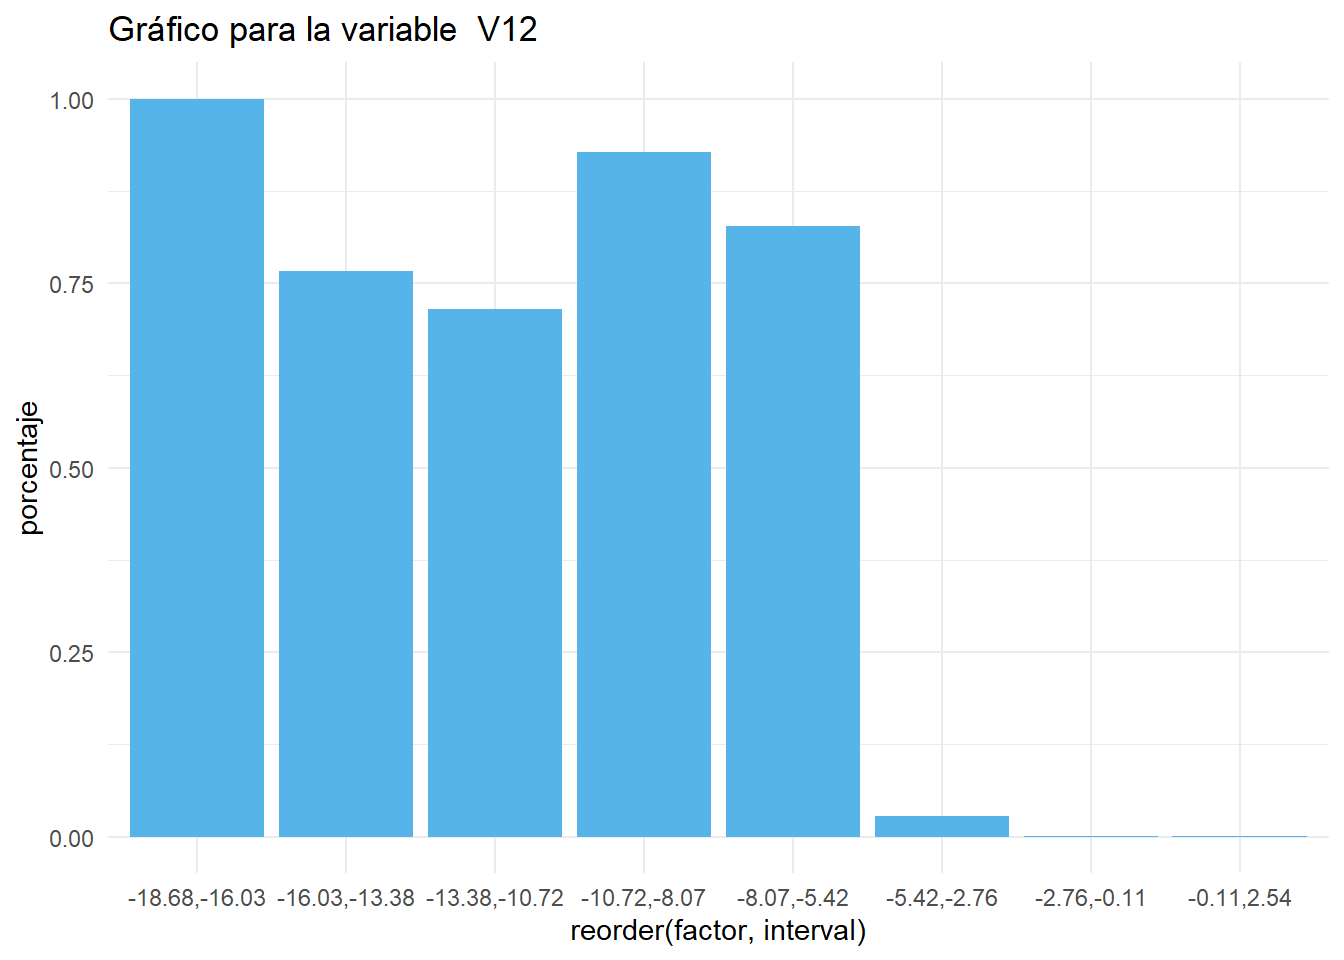 Gráfico para la variable  V12
porcentaje
1.00
0.75
0.50
0.25
0.00
-18.68,-16.03 -16.03,-13.38 -13.38,-10.72 -10.72,-8.07 -8.07,-5.42 -5.42,-2.76 -2.76,-0.11 -0.11,2.54
reorder(factor, interval)